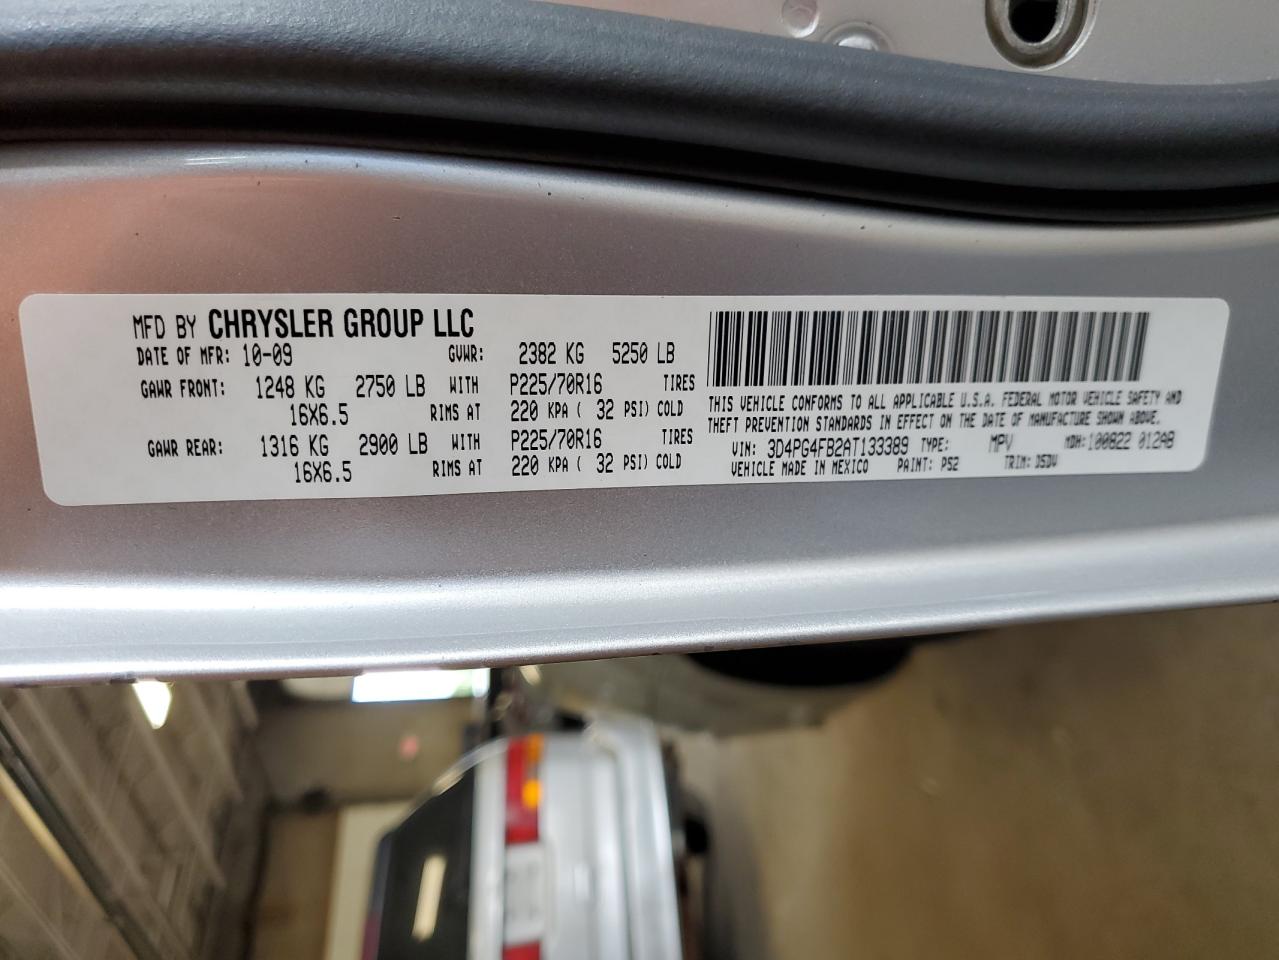 MFD BY CHRYSLER GROUP LLC
DATE OF MFR: 10-09 GVWR: 2382 KG 5250 LB
GAWR FRONT: 1248 KG 2750 LB WITH P225/70R16 TIRES
16X6.5 RIMS AT 220 KPA ( 32 PSI) COLD
GAWR REAR: 1316 KG 2900 LB WITH P225/70R16 TIRES
16X6.5 RIMS AT 220 KPA ( 32 PSI) COLD
THIS VEHICLE CONFORMS TO ALL APPLICABLE U.S.A. FEDERAL MOTOR VEHICLE SAFETY AND
THEFT PREVENTION STANDARDS IN EFFECT ON THE DATE OF MANUFACTURE SHOWN ABOVE.
VIN: 3D4PG4FB2AT133389 TYPE: MPV MDH: 100822 012AB
VEHICLE MADE IN MEXICO PAINT: PS2 TRIM: D5DV